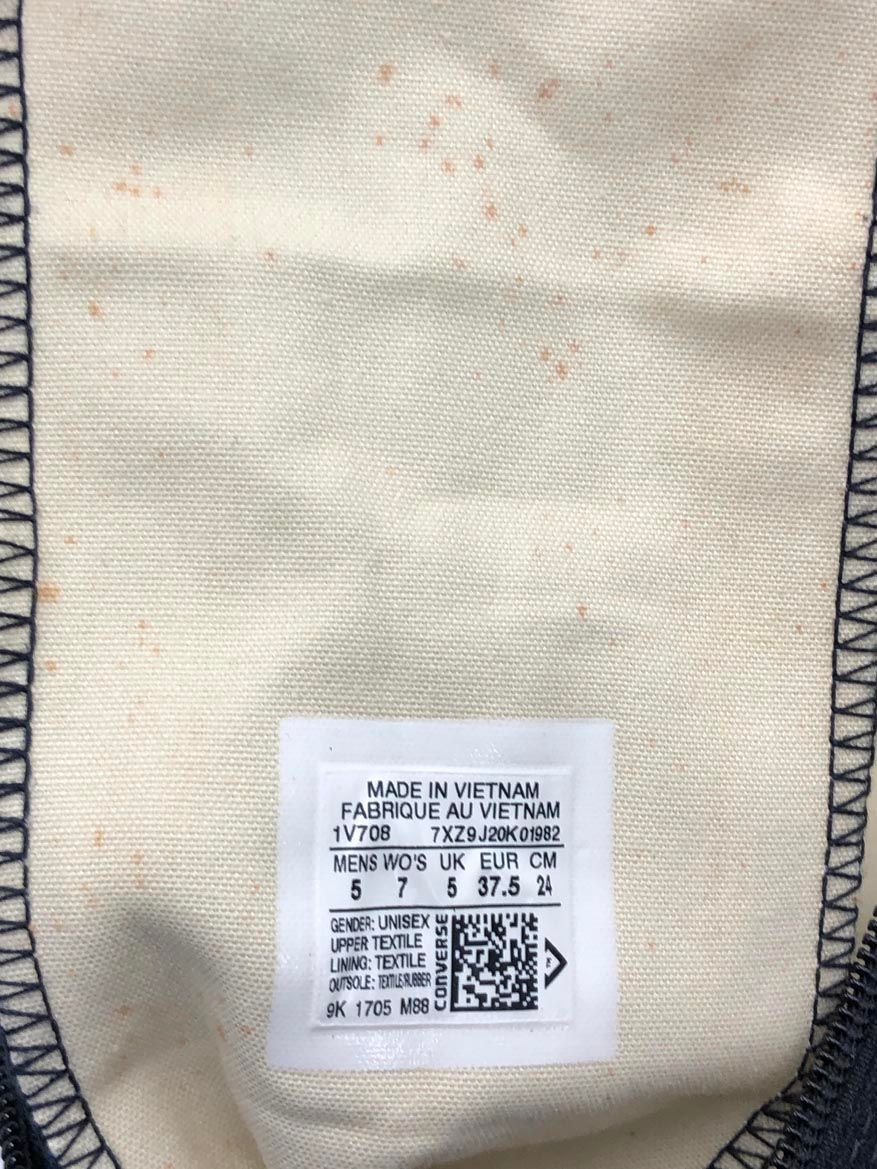 MADE IN VIETNAM
FABRIQUE AU VIETNAM
1V708 7XZ9J20K01982
MENS WO'S UK EUR CM
5 7 5 37.5 24
GENDER: UNISEX
UPPER TEXTILE
LINING: TEXTILE
OUTSOLE: TEXTILE/RUBBER
9K 1705 M88
CONVERSE